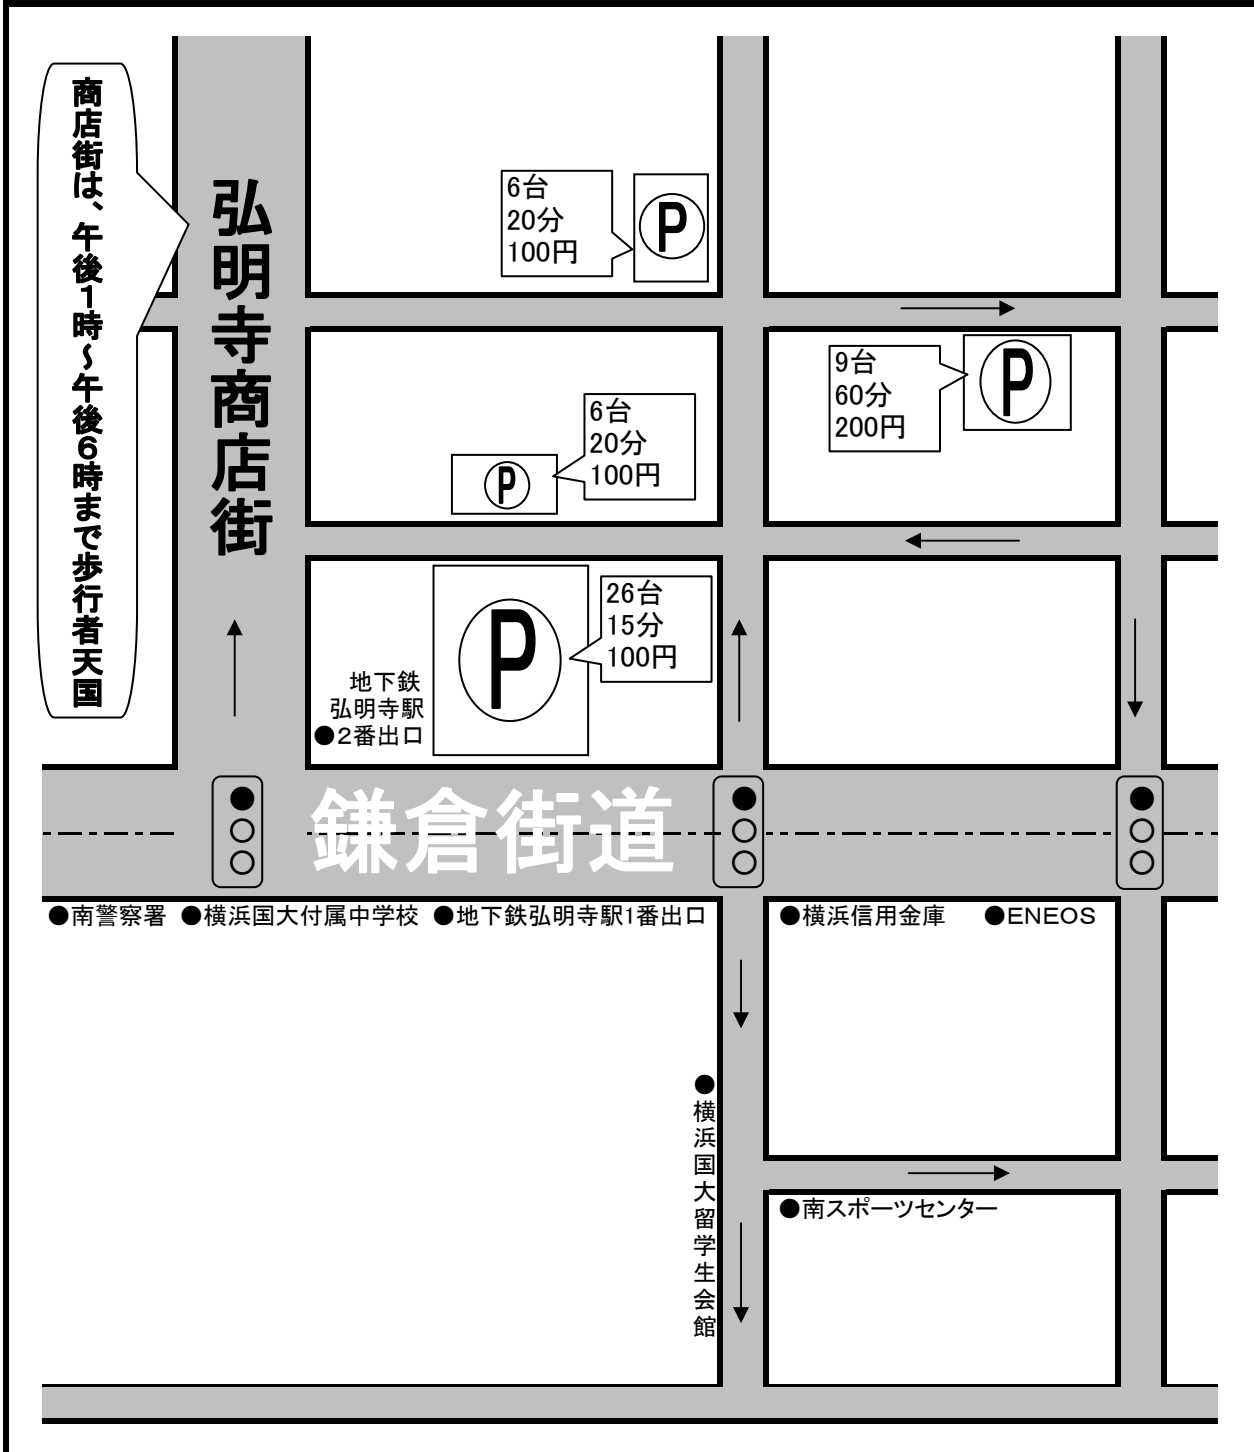 商店街は、午後1時～午後6時まで歩行者天国
弘明寺商店街
6台
20分
100円
P
9台
60分
200円
P
6台
20分
100円
P
26台
15分
100円
P
地下鉄
弘明寺駅
●2番出口
鎌倉街道
●南警察署 ●横浜国大付属中学校 ●地下鉄弘明寺駅1番出口
●横浜信用金庫 ●ENEOS
●横浜国大留学生会館
●南スポーツセンター